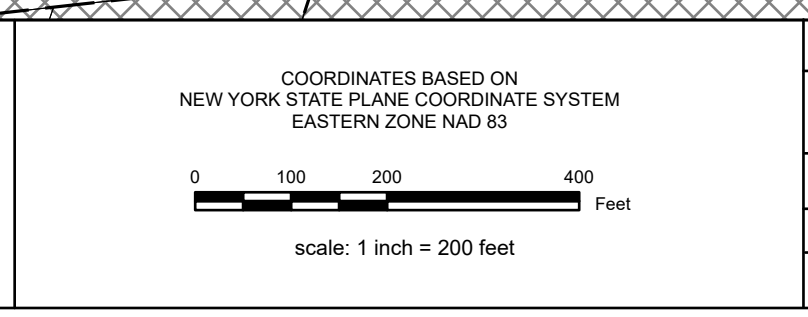 COORDINATES BASED ON
NEW YORK STATE PLANE COORDINATE SYSTEM
EASTERN ZONE NAD 83
0 100 200 400
Feet
scale: 1 inch = 200 feet